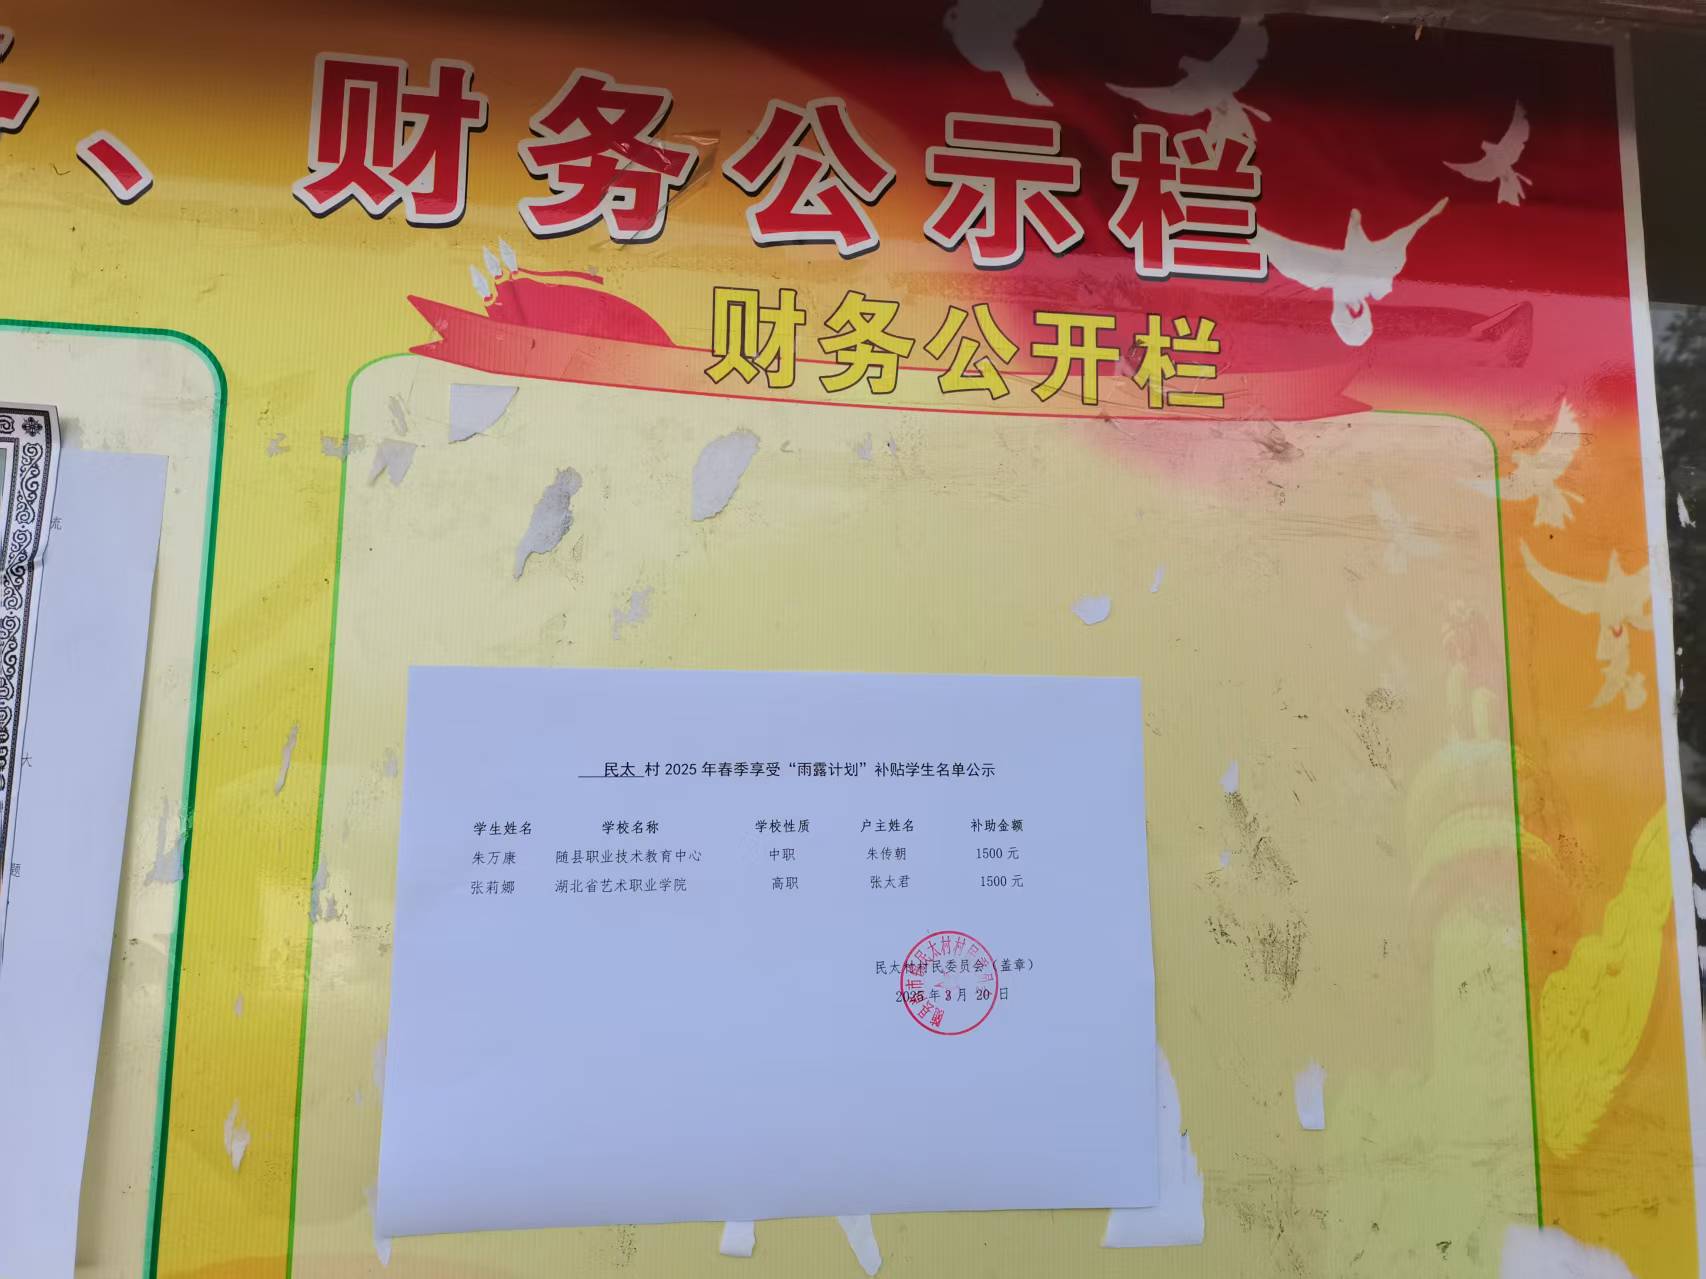 、财务公示栏
财务公开栏
流
大
题
民太 村 2025 年春季享受“雨露计划”补贴学生名单公示
学生姓名 学校名称 学校性质 户主姓名 补助金额
朱万康 随县职业技术教育中心 中职 朱传朝 1500 元
张莉娜 湖北省艺术职业学院 高职 张太君 1500 元
民太村村民委员会（盖章）
2025 年 3 月 20 日